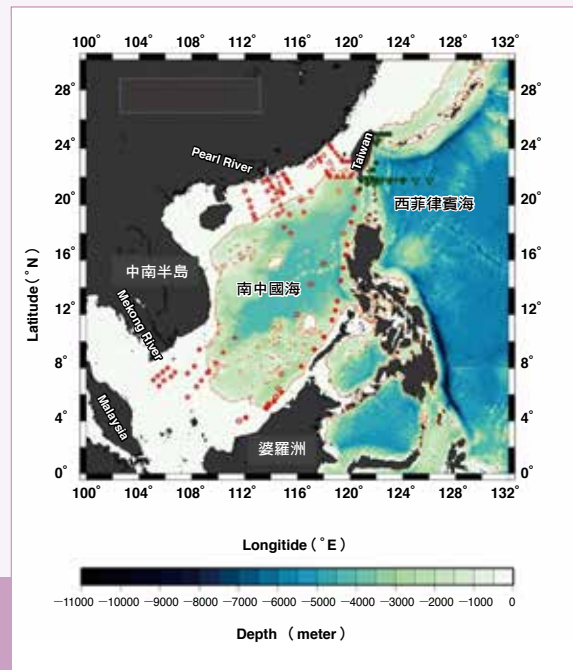 100° 104° 108° 112° 116° 120° 124° 128° 132°
28° 28°
24° 24°
Pearl River
Taiwan
20° 20°
西菲律賓海
16° 16°
中南半島
南中國海
12° 12°
Mekong River
8° 8°
Malaysia
4° 4°
婆羅洲
0° 0°
100° 104° 108° 112° 116° 120° 124° 128° 132°
Latitude(°N)
Longitide(°E)
−11000 −10000 −9000 −8000 −7000 −6000 −5000 −4000 −3000 −2000 −1000 0
Depth (meter)